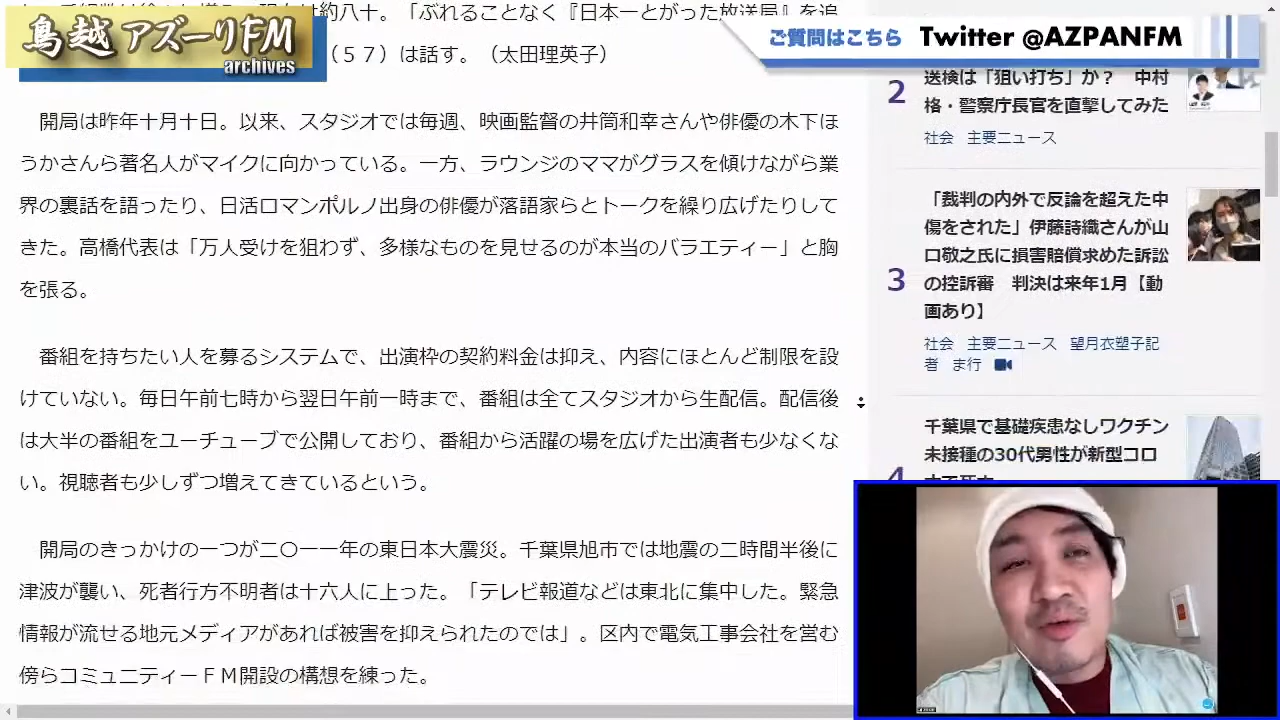 約八十。「ぶれることなく『日本一とがった放送局』を追
鳥越アズーリFM
archives
（５７）は話す。（太田理英子）
ご質問はこちら Twitter @AZPANFM
開局は昨年十月十日。以来、スタジオでは毎週、映画監督の井筒和幸さんや俳優の木下ほ
うかさんら著名人がマイクに向かっている。一方、ラウンジのママがグラスを傾けながら業
界の裏話を語ったり、日活ロマンポルノ出身の俳優が落語家らとトークを繰り広げたりして
きた。高橋代表は「万人受けを狙わず、多様なものを見せるのが本当のバラエティー」と胸
を張る。
番組を持ちたい人を募るシステムで、出演枠の契約料金は抑え、内容にほとんど制限を設
けていない。毎日午前七時から翌日午前一時まで、番組は全てスタジオから生配信。配信後
は大半の番組をユーチューブで公開しており、番組から活躍の場を広げた出演者も少なくな
い。視聴者も少しずつ増えてきているという。
開局のきっかけの一つが二〇一一年の東日本大震災。千葉県旭市では地震の二時間半後に
津波が襲い、死者行方不明者は十六人に上った。「テレビ報道などは東北に集中した。緊急
情報が流せる地元メディアがあれば被害を抑えられたのでは」。区内で電気工事会社を営む
傍らコミュニティーＦＭ開設の構想を練った。
2
送検は「狙い打ち」か？　中村
格・警察庁長官を直撃してみた
社会　主要ニュース
3
「裁判の内外で反論を超えた中
傷をされた」伊藤詩織さんが山
口敬之氏に損害賠償求めた訴訟
の控訴審　判決は来年1月【動
画あり】
社会　主要ニュース　望月衣塑子記
者　ま行
4
千葉県で基礎疾患なしワクチン
未接種の30代男性が新型コロ